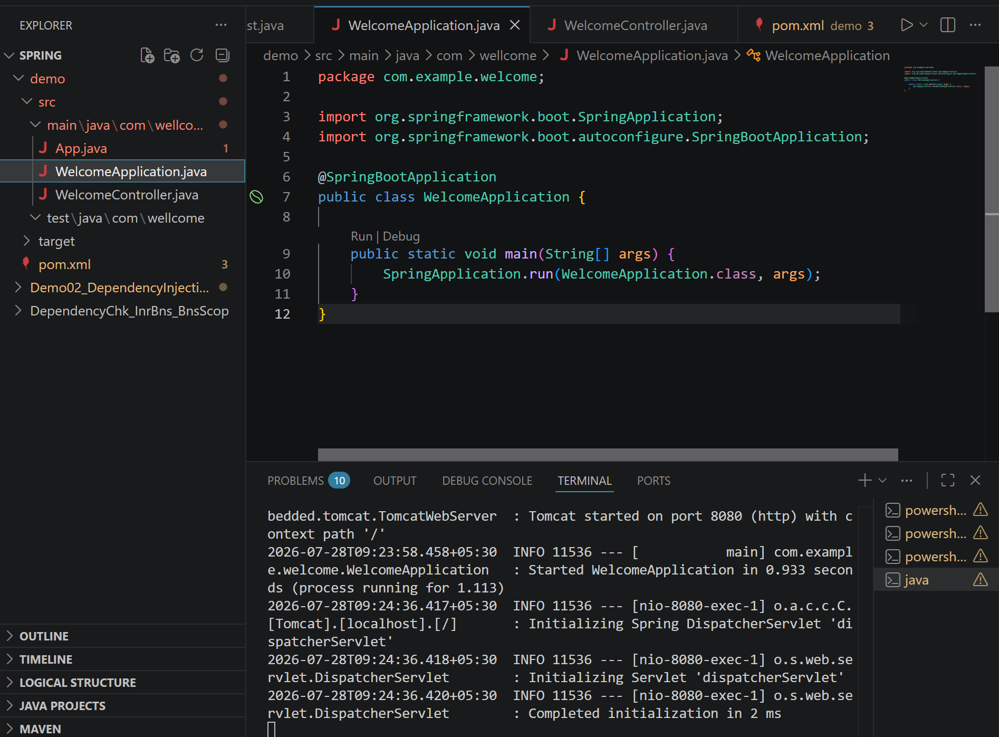 EXPLORER
SPRING
demo
src
main\java\com\wellco...
App.java 1
WelcomeApplication.java
WelcomeController.java
test\java\com\wellcome
target
pom.xml 3
Demo02_DependencyInjecti...
DependencyChk_InrBns_BnsScop
OUTLINE
TIMELINE
LOGICAL STRUCTURE
JAVA PROJECTS
MAVEN
st.java WelcomeApplication.java WelcomeController.java pom.xml demo 3
demo > src > main > java > com > wellcome > WelcomeApplication.java > WelcomeApplication
1 package com.example.welcome;
2
3 import org.springframework.boot.SpringApplication;
4 import org.springframework.boot.autoconfigure.SpringBootApplication;
5
6 @SpringBootApplication
7 public class WelcomeApplication {
8
Run | Debug
9 public static void main(String[] args) {
10 SpringApplication.run(WelcomeApplication.class, args);
11 }
12 }
PROBLEMS 10 OUTPUT DEBUG CONSOLE TERMINAL PORTS
bedded.tomcat.TomcatWebServer  : Tomcat started on port 8080 (http) with c
ontext path '/'
2026-07-28T09:23:58.458+05:30  INFO 11536 --- [           main] com.exampl
e.welcome.WelcomeApplication   : Started WelcomeApplication in 0.933 secon
ds (process running for 1.113)
2026-07-28T09:24:36.417+05:30  INFO 11536 --- [nio-8080-exec-1] o.a.c.c.C.
[Tomcat].[localhost].[/]       : Initializing Spring DispatcherServlet 'di
spatcherServlet'
2026-07-28T09:24:36.418+05:30  INFO 11536 --- [nio-8080-exec-1] o.s.web.se
rvlet.DispatcherServlet        : Initializing Servlet 'dispatcherServlet'
2026-07-28T09:24:36.420+05:30  INFO 11536 --- [nio-8080-exec-1] o.s.web.se
rvlet.DispatcherServlet        : Completed initialization in 2 ms
powersh...
powersh...
powersh...
java